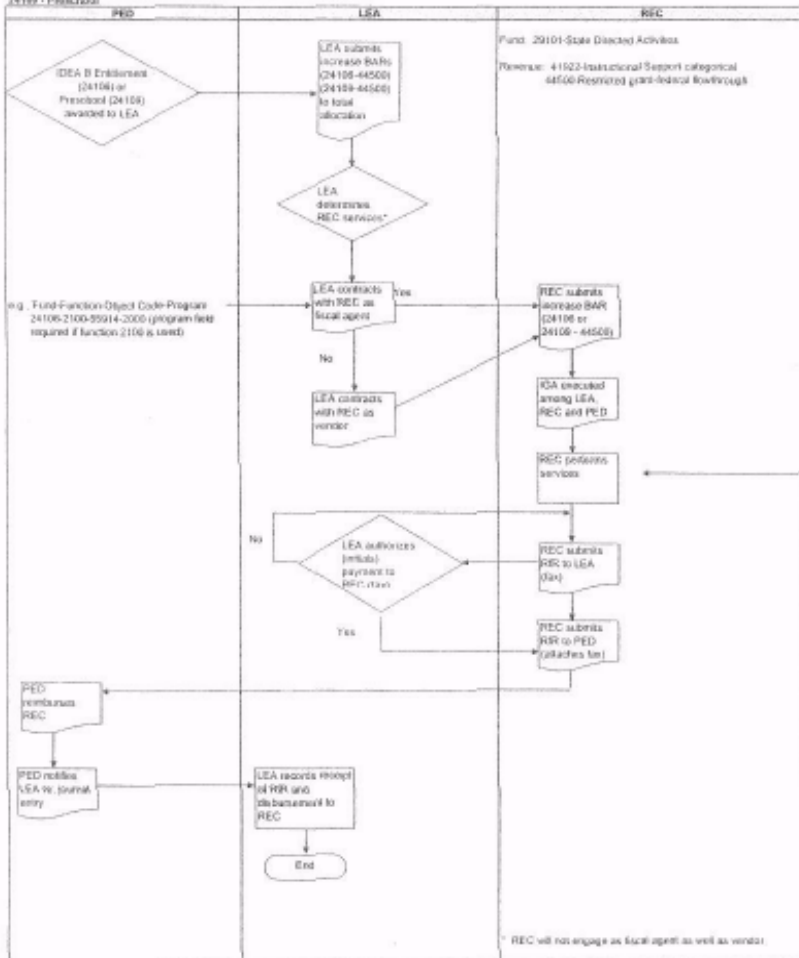 24109 - Preschool
PED
LEA
REC
IDEA B Entitlement
(24106) or
Preschool (24109)
awarded to LEA
LEA submits
increase BARs
(24106-44500)
(24109-44500)
to total
allocation
Fund: 29101-State Directed Activities
Revenue: 41922-Instructional Support categorical
44500-Restricted grant-federal flowthrough
LEA
determines
REC services*
e.g., Fund-Function-Object Code-Program
24106-2100-55914-2000 (program field
required if function 2100 is used)
LEA contracts
with REC as
fiscal agent
Yes
REC submits
increase BAR
(24106 or
24109 - 44500)
No
LEA contracts
with REC as
vendor
IGA executed
among LEA,
REC and PED
REC performs
services
No
LEA authorizes
(initials)
payment to
REC (fax)
REC submits
RfR to LEA
(fax)
Yes
REC submits
RfR to PED
(attaches fax)
PED
reimburses
REC
PED notifies
LEA w/ journal
entry
LEA records receipt
of RfR and
disbursement to
REC
End
* REC will not engage as fiscal agent as well as vendor